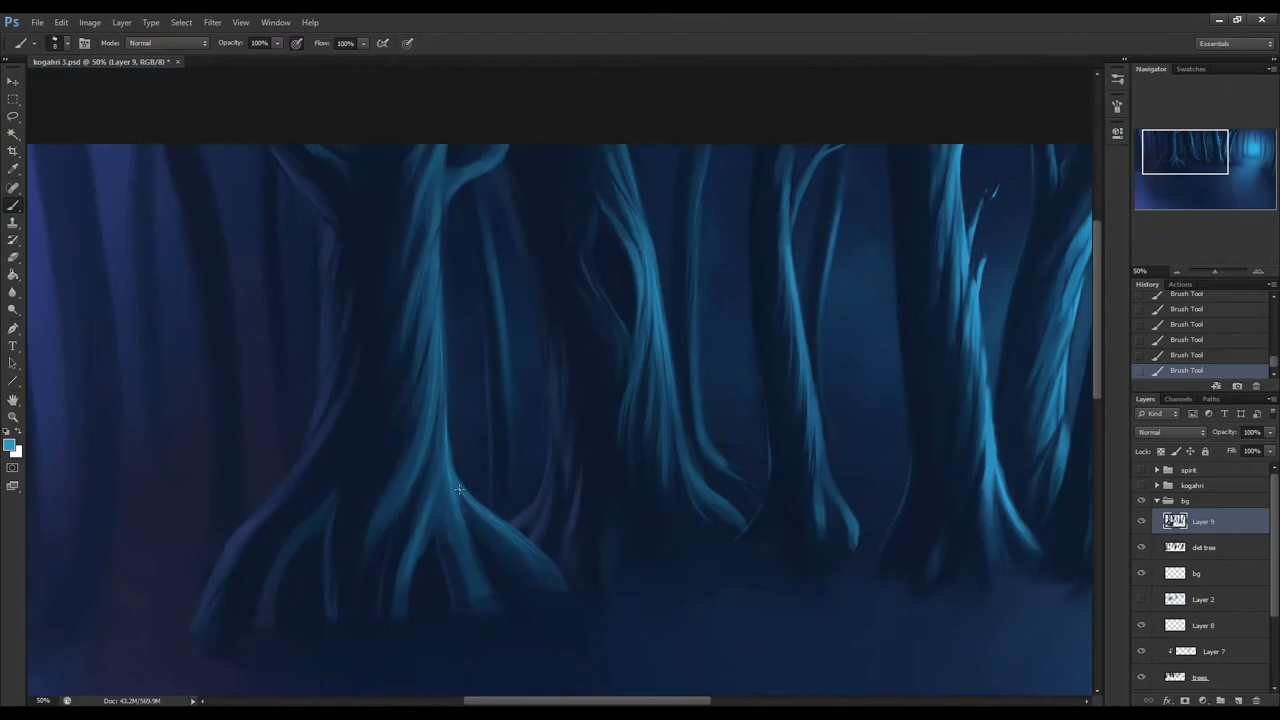 Ps File Edit Image Layer Type Select Filter View Window Help
8 Mode: Normal Opacity: 100% Flow: 100% Essentials
kogahri 3.psd @ 50% (Layer 9, RGB/8) *
Navigator Swatches
50%
History Actions
Brush Tool
Brush Tool
Brush Tool
Brush Tool
Brush Tool
Brush Tool
Layers Channels Paths
Kind
Normal Opacity: 100%
Lock: Fill: 100%
spirit
kogahri
bg
Layer 9
det tree
bg
Layer 2
Layer 8
Layer 7
trees
50% Doc: 43.2M/569.9M